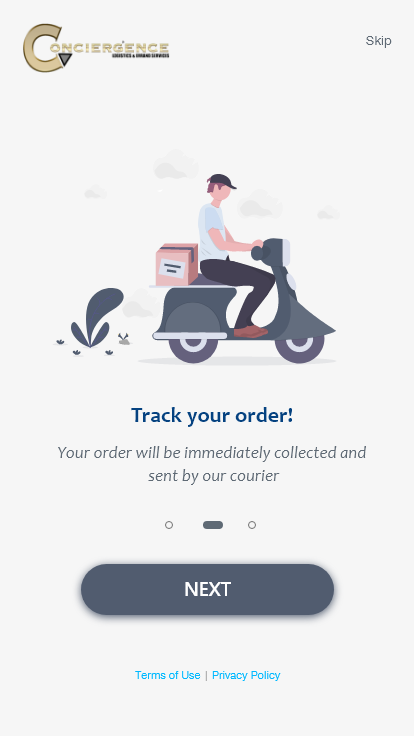 CONCIERGENCE
LOGISTICS & ERRAND SERVICES
Skip
Track your order!
Your order will be immediately collected and
sent by our courier
NEXT
Terms of Use | Privacy Policy